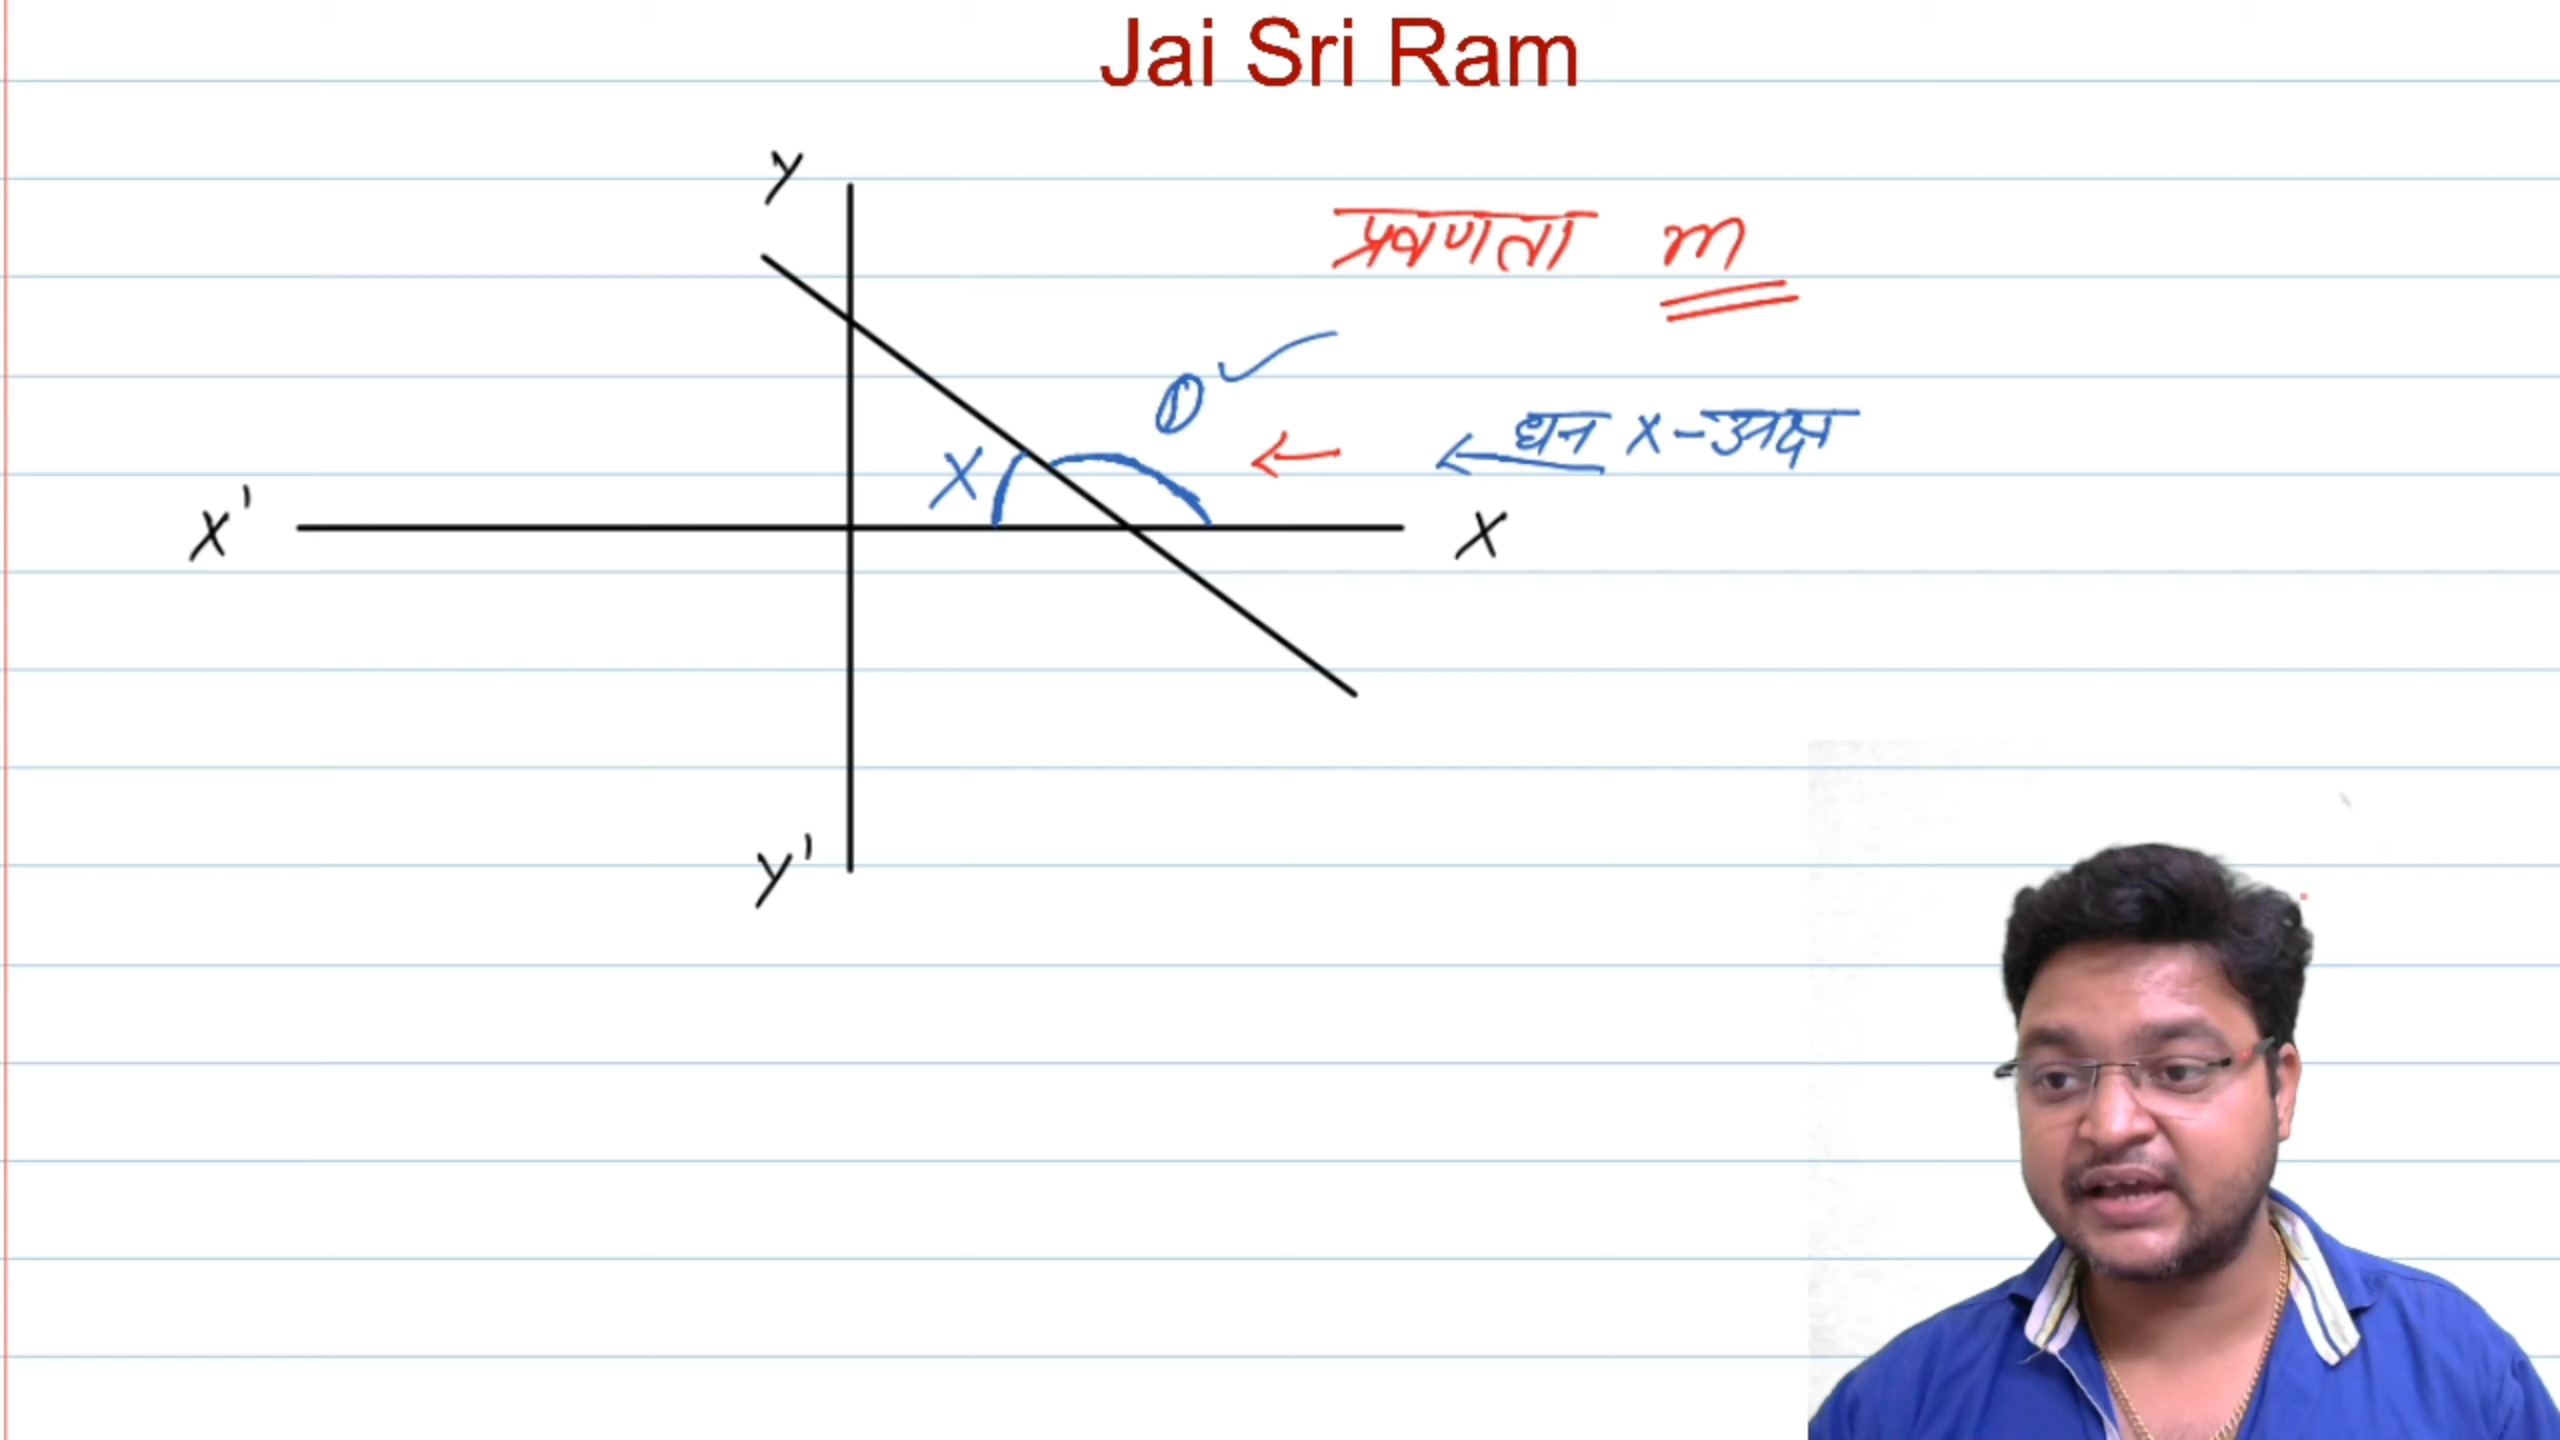 Jai Sri Ram
y
प्रवणता m
θ
धन x-अक्ष
X
x'
x
y'